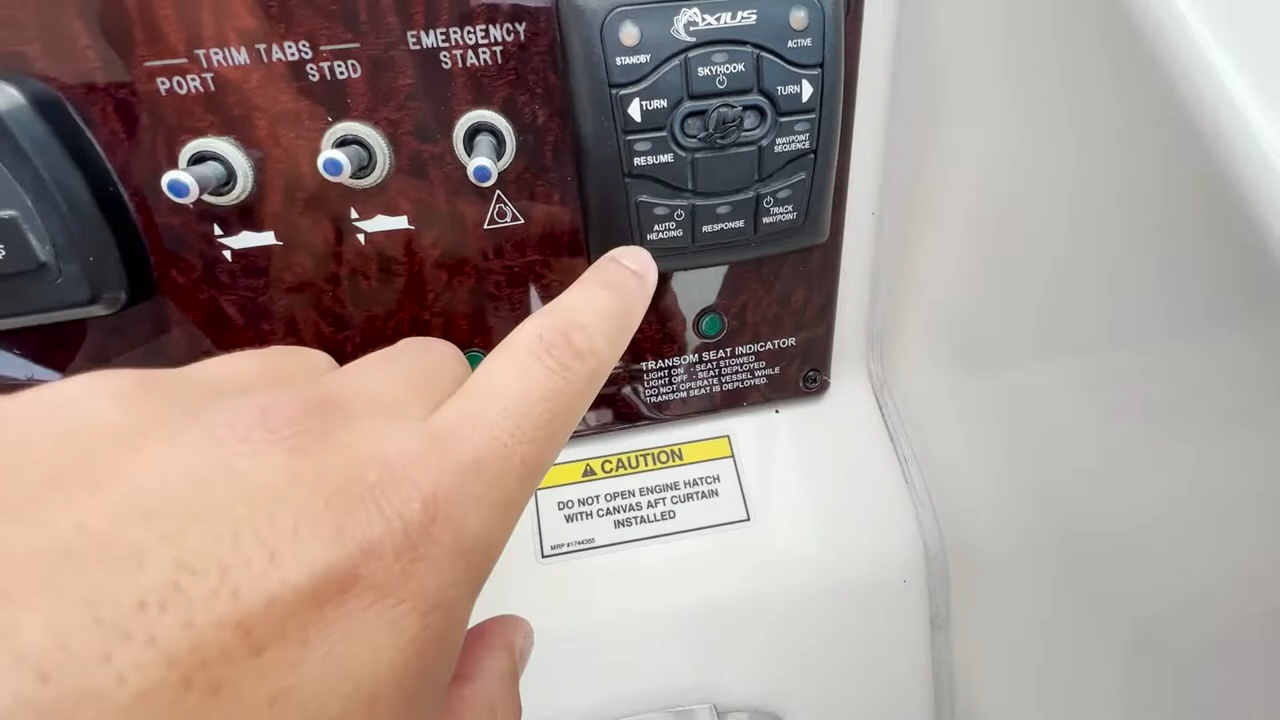 TRIM TABS
PORT
STBD
EMERGENCY
START
AXIUS
STANDBY
ACTIVE
SKYHOOK
TURN
TURN
RESUME
WAYPOINT
SEQUENCE
AUTO
HEADING
RESPONSE
TRACK
WAYPOINT
TRANSOM SEAT INDICATOR
LIGHT ON - SEAT STOWED
LIGHT OFF - SEAT DEPLOYED
DO NOT OPERATE VESSEL WHILE
TRANSOM SEAT IS DEPLOYED.
CAUTION
DO NOT OPEN ENGINE HATCH
WITH CANVAS AFT CURTAIN
INSTALLED
MRP #1744355